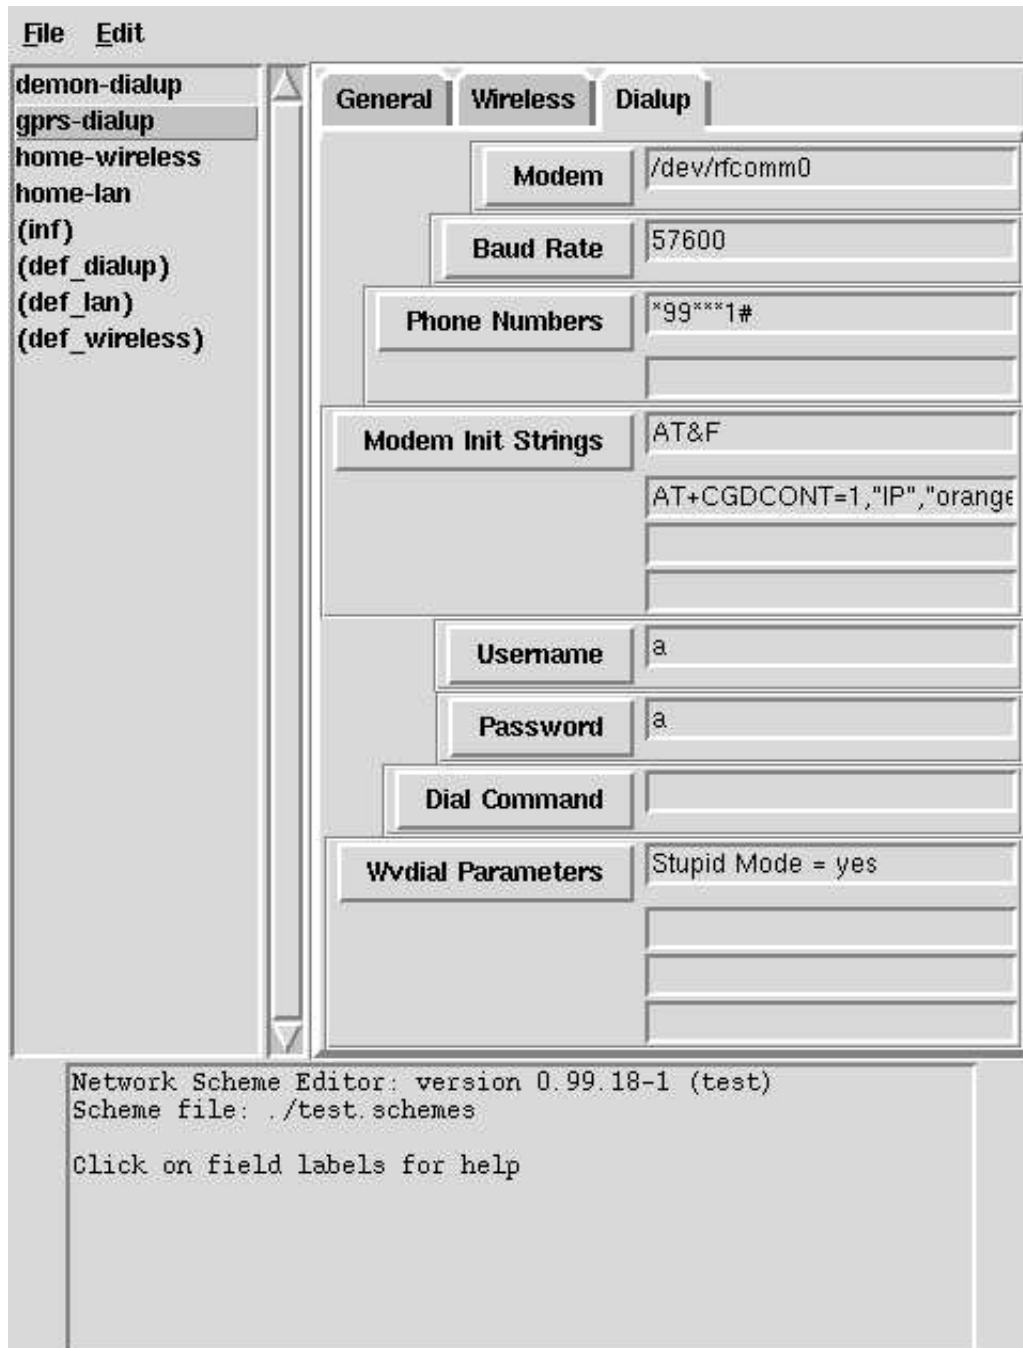 File Edit
demon-dialup
gprs-dialup
home-wireless
home-lan
(inf)
(def_dialup)
(def_lan)
(def_wireless)
General Wireless Dialup
Modem /dev/rfcomm0
Baud Rate 57600
Phone Numbers *99***1#
Modem Init Strings AT&F
AT+CGDCONT=1,"IP","orange
Username a
Password a
Dial Command
Wvdial Parameters Stupid Mode = yes
Network Scheme Editor: version 0.99.18-1 (test)
Scheme file: ./test.schemes
Click on field labels for help